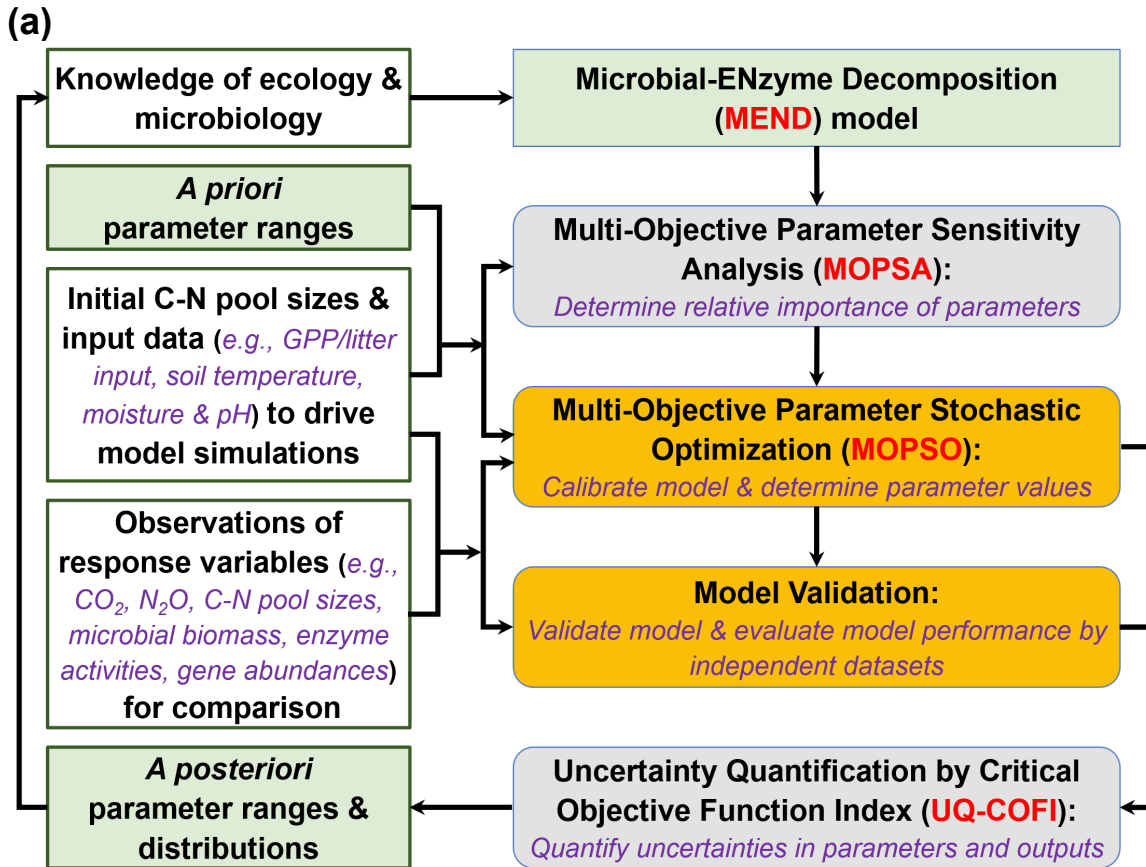 (a)
Knowledge of ecology &
microbiology
Microbial-ENzyme Decomposition
(MEND) model
A priori
parameter ranges
Multi-Objective Parameter Sensitivity
Analysis (MOPSA):
Determine relative importance of parameters
Initial C-N pool sizes &
input data (e.g., GPP/litter
input, soil temperature,
moisture & pH) to drive
model simulations
Multi-Objective Parameter Stochastic
Optimization (MOPSO):
Calibrate model & determine parameter values
Observations of
response variables (e.g.,
CO₂, N₂O, C-N pool sizes,
microbial biomass, enzyme
activities, gene abundances)
for comparison
Model Validation:
Validate model & evaluate model performance by
independent datasets
A posteriori
parameter ranges &
distributions
Uncertainty Quantification by Critical
Objective Function Index (UQ-COFI):
Quantify uncertainties in parameters and outputs